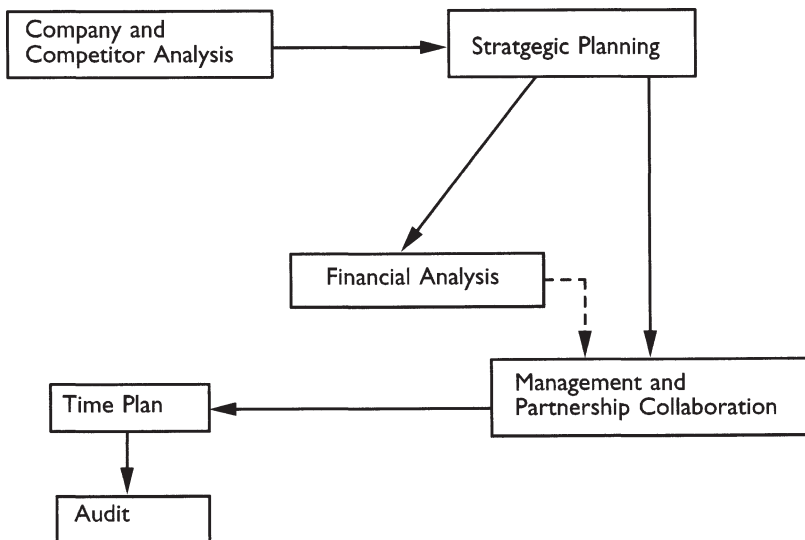 Company and
Competitor Analysis
Stratgegic Planning
Financial Analysis
Management and
Partnership Collaboration
Time Plan
Audit